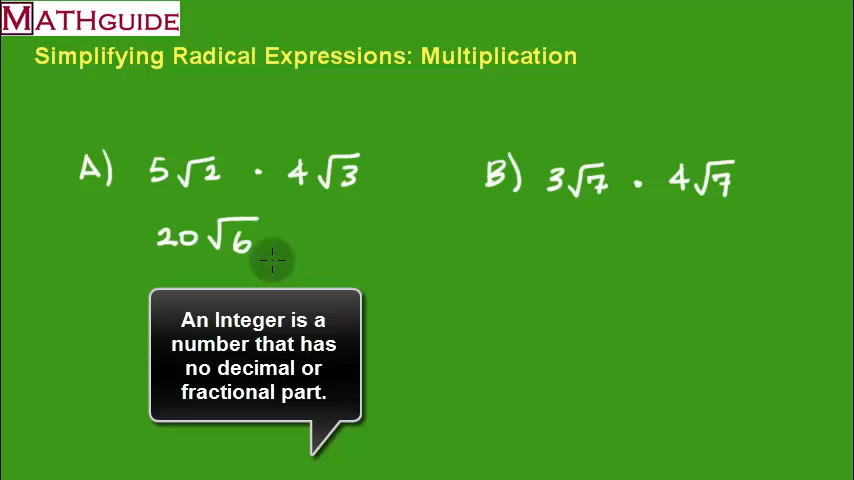 MATHGUIDE
Simplifying Radical Expressions: Multiplication
A) 5√2 · 4√3
20√6
B) 3√7 · 4√7
An Integer is a
number that has
no decimal or
fractional part.